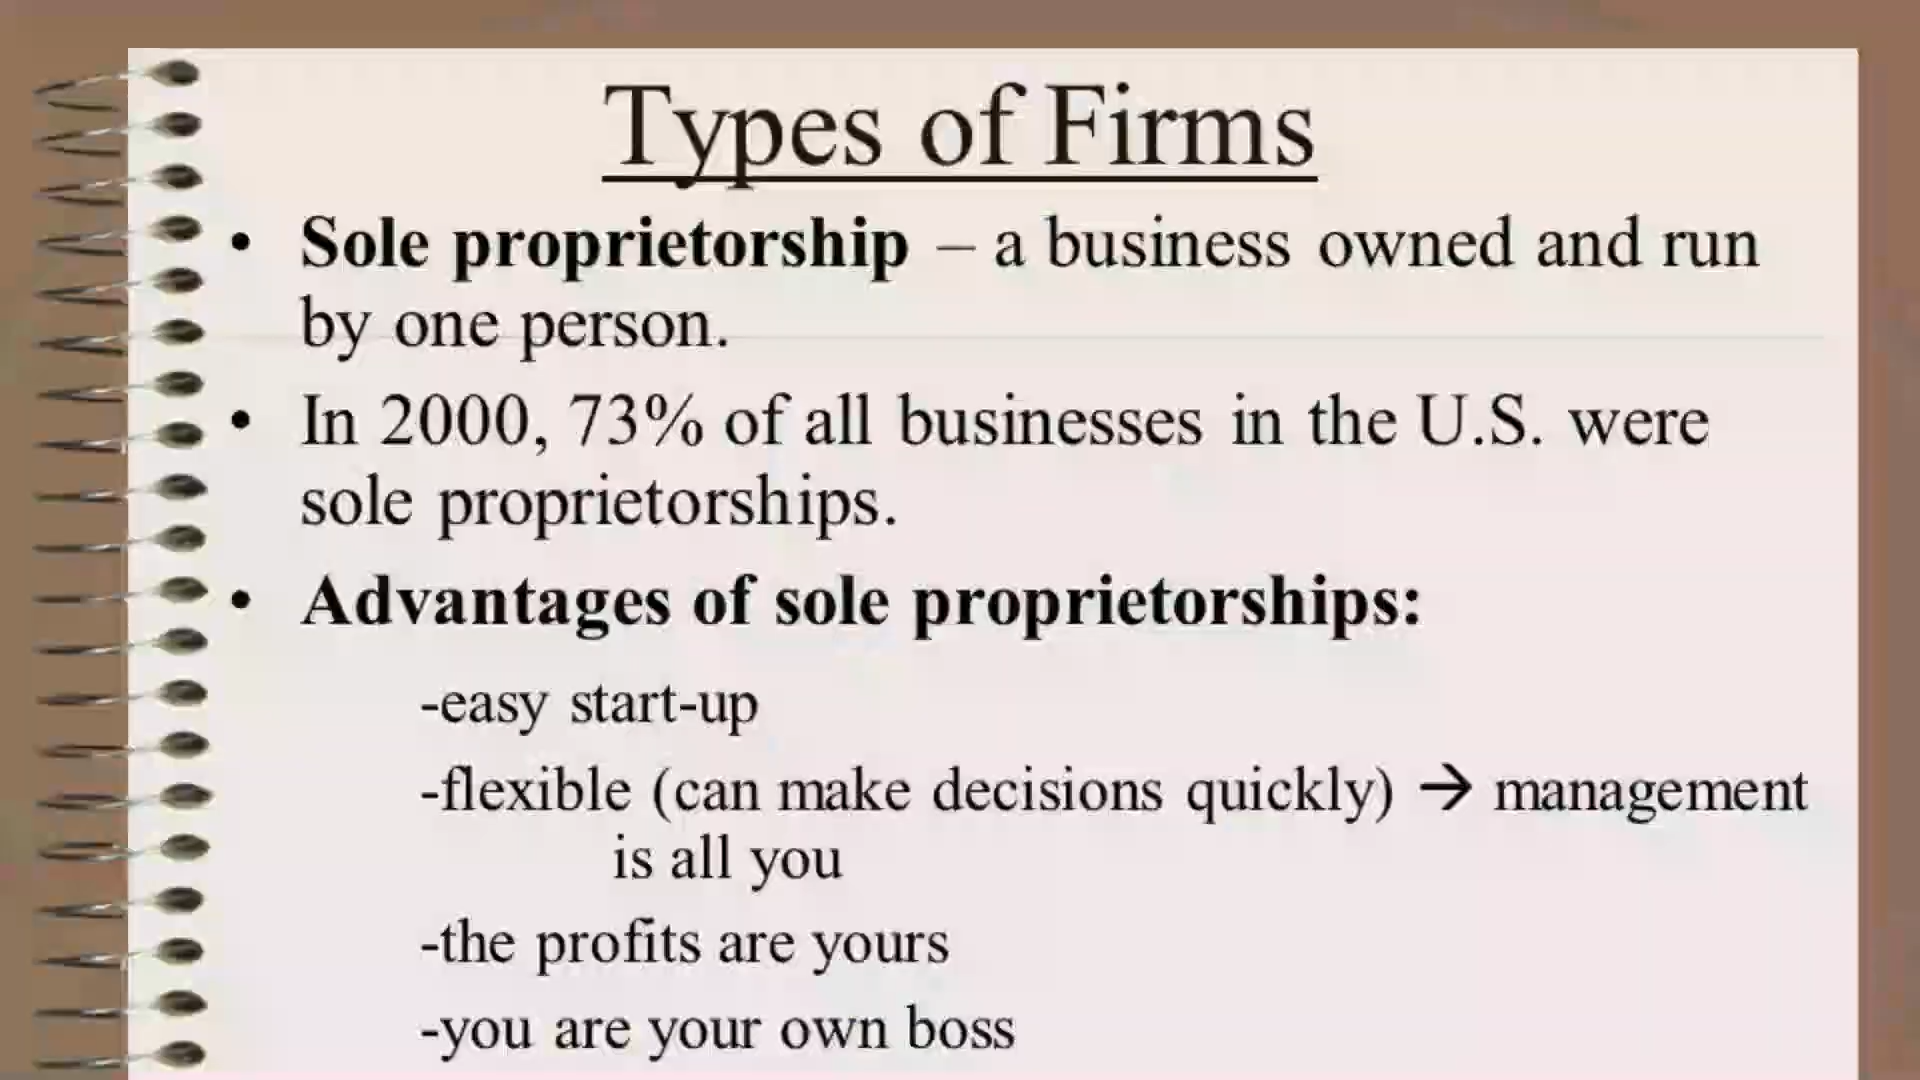 Types of Firms
• Sole proprietorship – a business owned and run
by one person.
• In 2000, 73% of all businesses in the U.S. were
sole proprietorships.
• Advantages of sole proprietorships:
-easy start-up
-flexible (can make decisions quickly) → management
is all you
-the profits are yours
-you are your own boss